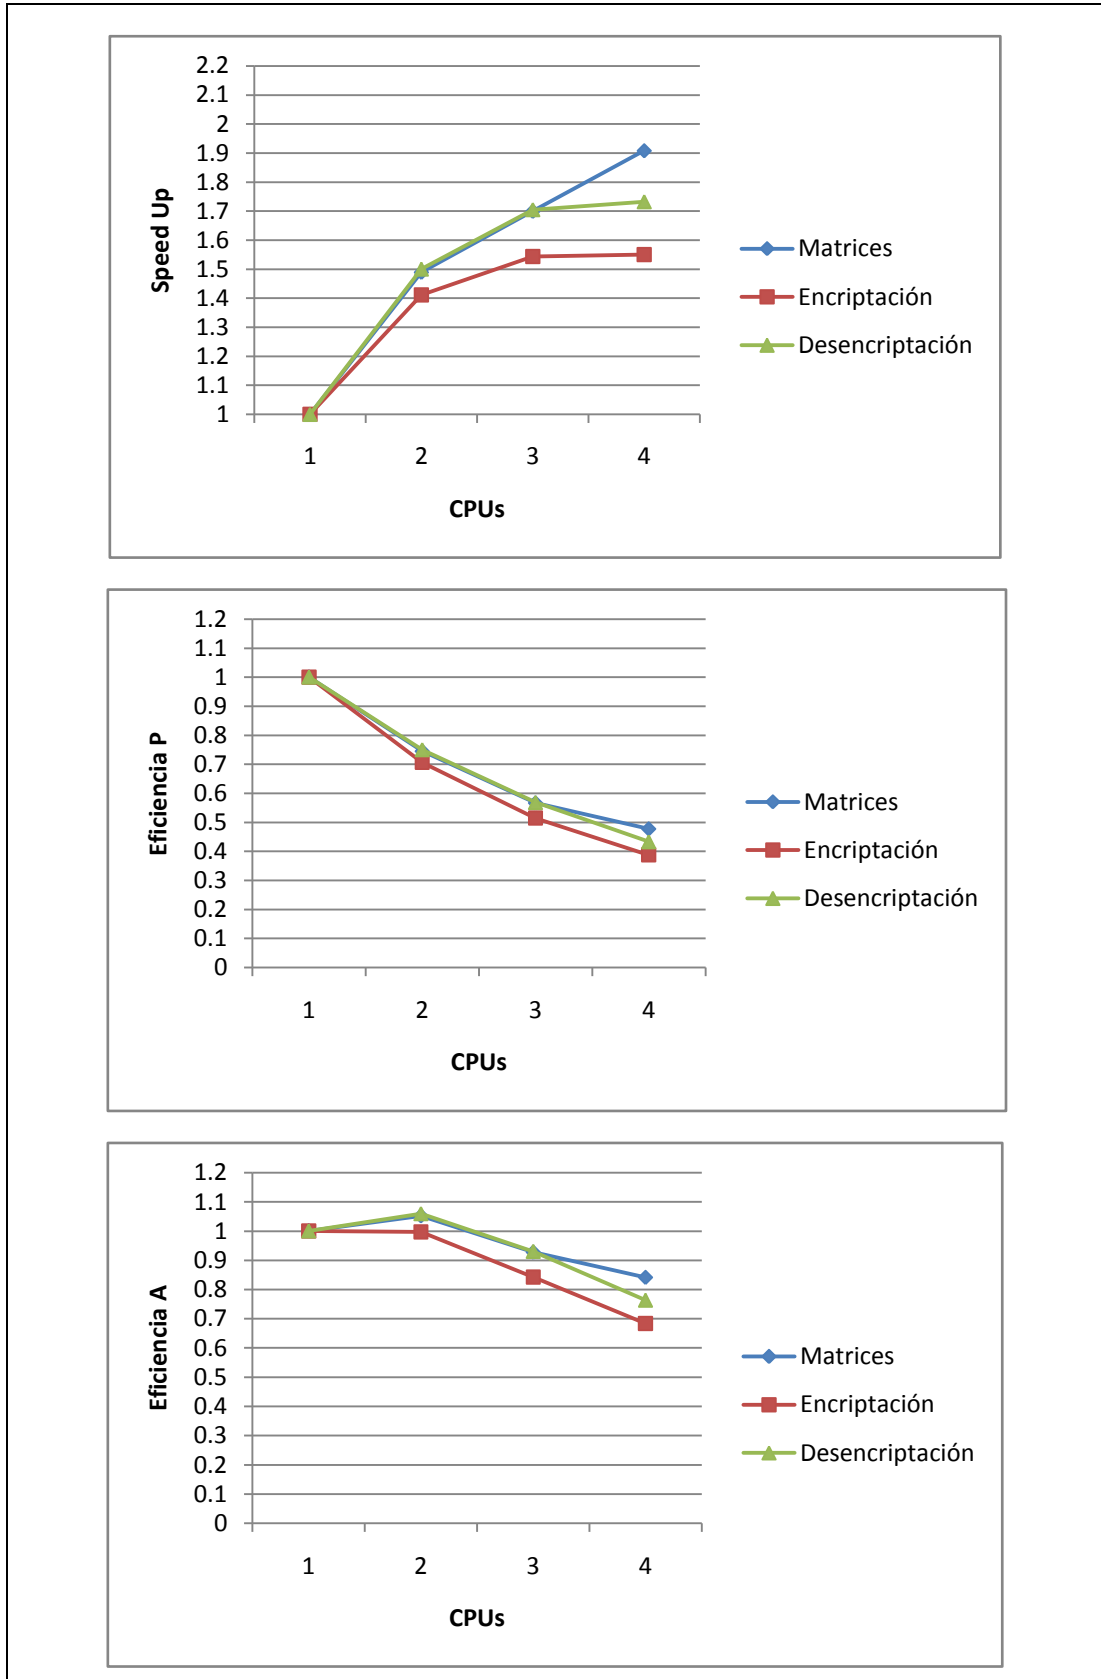 2.2
2.1
2
1.9
1.8
1.7
1.6
1.5
1.4
1.3
1.2
1.1
1
Speed Up
1 2 3 4
CPUs
Matrices
Encriptación
Desencriptación
1.2
1.1
1
0.9
0.8
0.7
0.6
0.5
0.4
0.3
0.2
0.1
0
Eficiencia P
1 2 3 4
CPUs
Matrices
Encriptación
Desencriptación
1.2
1.1
1
0.9
0.8
0.7
0.6
0.5
0.4
0.3
0.2
0.1
0
Eficiencia A
1 2 3 4
CPUs
Matrices
Encriptación
Desencriptación